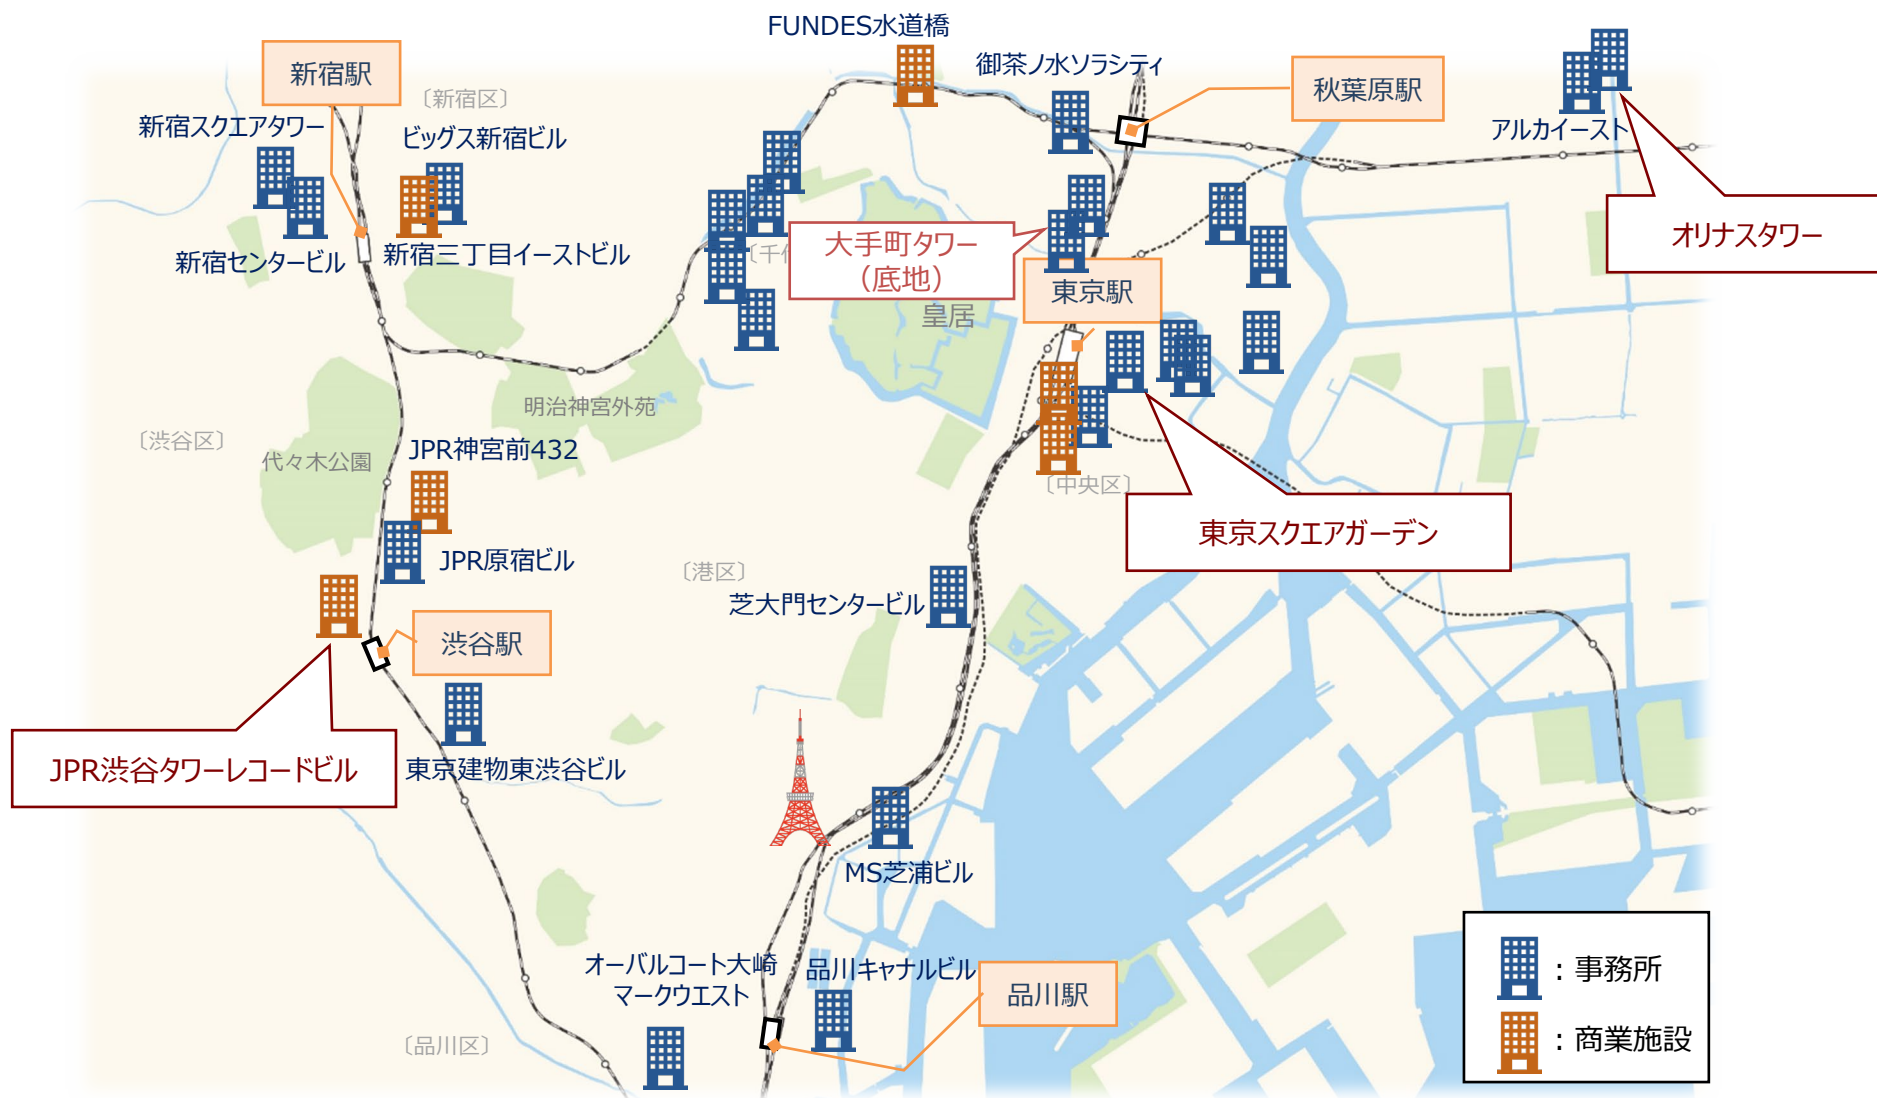 FUNDES水道橋
新宿駅
御茶ノ水ソラシティ
秋葉原駅
〔新宿区〕
新宿スクエアタワー
ビッグス新宿ビル
アルカイースト
新宿センタービル
新宿三丁目イーストビル
〔千代
大手町タワー
（底地）
オリナスタワー
東京駅
皇居
明治神宮外苑
〔渋谷区〕
代々木公園
JPR神宮前432
〔中央区〕
東京スクエアガーデン
JPR原宿ビル
〔港区〕
芝大門センタービル
渋谷駅
JPR渋谷タワーレコードビル
東京建物東渋谷ビル
MS芝浦ビル
オーバルコート大崎
マークウエスト
品川キャナルビル
品川駅
〔品川区〕
：事務所
：商業施設